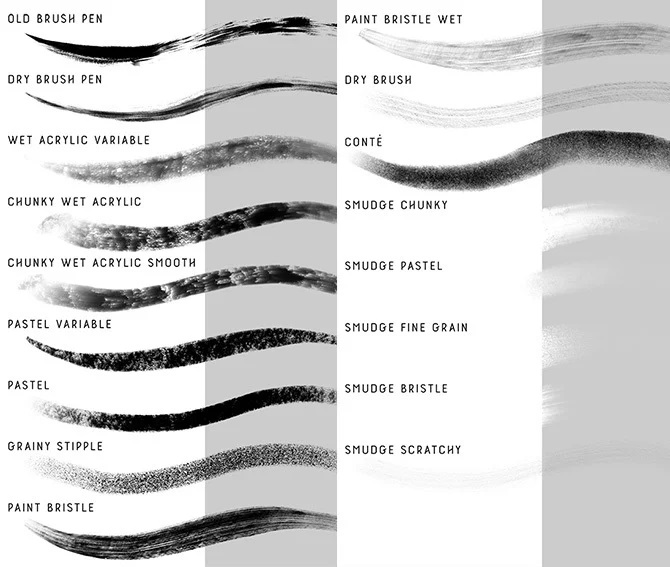 OLD BRUSH PEN
DRY BRUSH PEN
WET ACRYLIC VARIABLE
CHUNKY WET ACRYLIC
CHUNKY WET ACRYLIC SMOOTH
PASTEL VARIABLE
PASTEL
GRAINY STIPPLE
PAINT BRISTLE
PAINT BRISTLE WET
DRY BRUSH
CONTĖ
SMUDGE CHUNKY
SMUDGE PASTEL
SMUDGE FINE GRAIN
SMUDGE BRISTLE
SMUDGE SCRATCHY